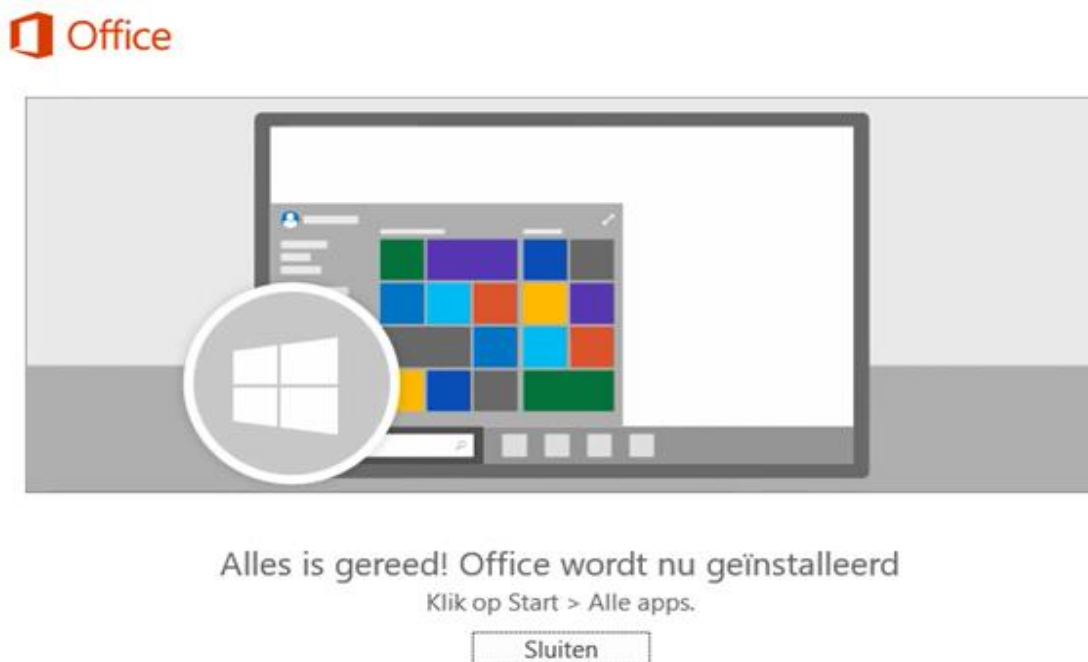 Office
Alles is gereed! Office wordt nu geïnstalleerd
Klik op Start > Alle apps.
Sluiten